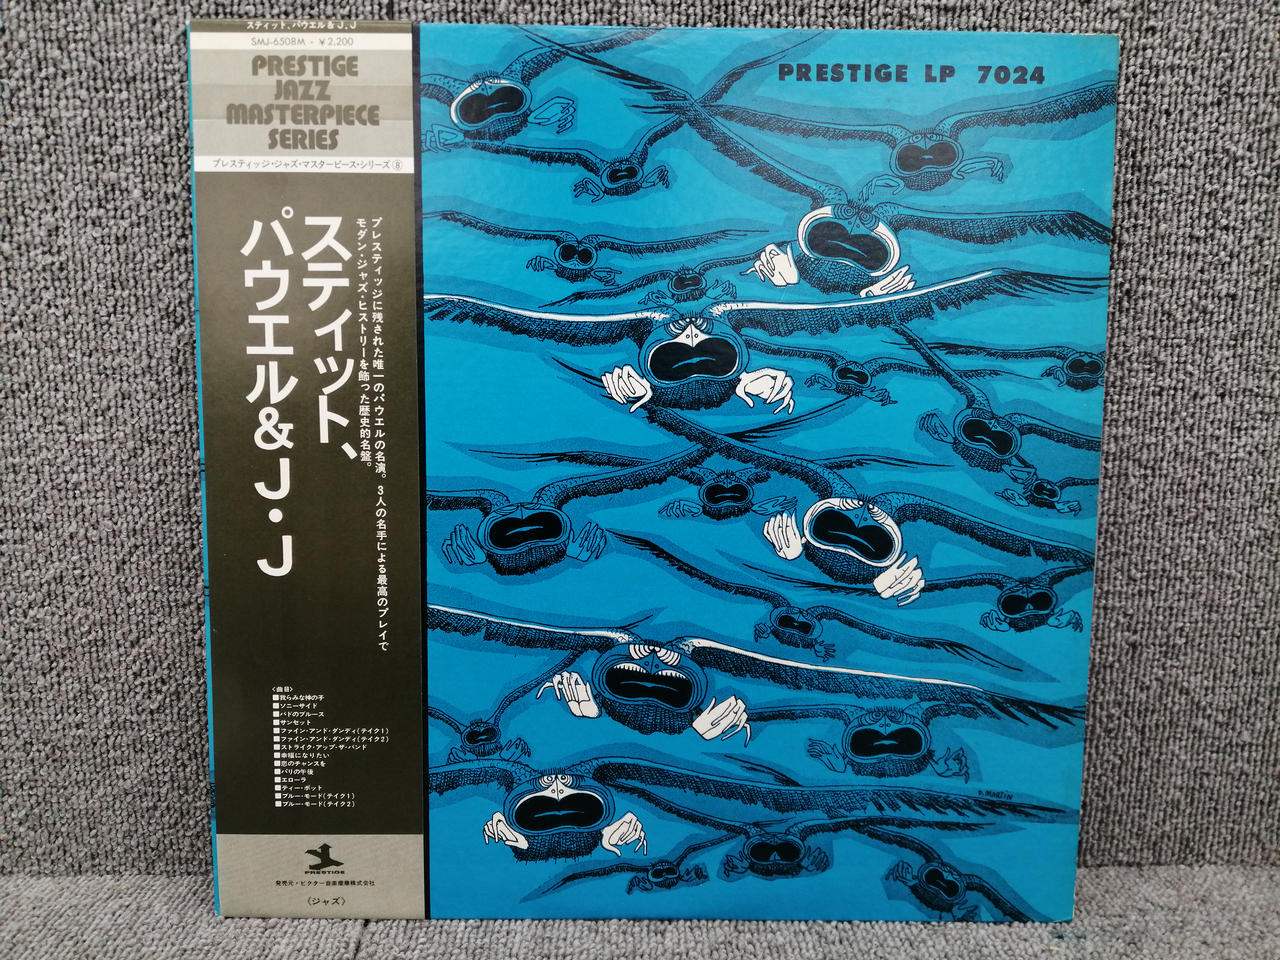 スティット、パウエル&J.J
SMJ-6508M・¥2,200
PRESTIGE
JAZZ
MASTERPIECE
SERIES
プレスティッジ・ジャズ・マスターピース・シリーズ⑧
プレスティッジに残された唯一のパウエルの名演。3人の名手による最高のプレイで
モダン・ジャズ・ヒストリーを飾った歴史的名盤。
スティット、
パウエル&J・J
〈曲目〉
■我らみな神の子
■ソニーサイド
■バドのブルース
■サンセット
■ファイン・アンド・ダンディ(テイク1)
■ファイン・アンド・ダンディ(テイク2)
■ストライク・アップ・ザ・バンド
■幸福になりたい
■恋のチャンスを
■パリの午後
■エローラ
■ティー・ポット
■ブルー・モード(テイク1)
■ブルー・モード(テイク2)
PRESTIGE
発売元・ビクター音楽産業株式会社
〈ジャズ〉
PRESTIGE LP 7024
D. MARTIN